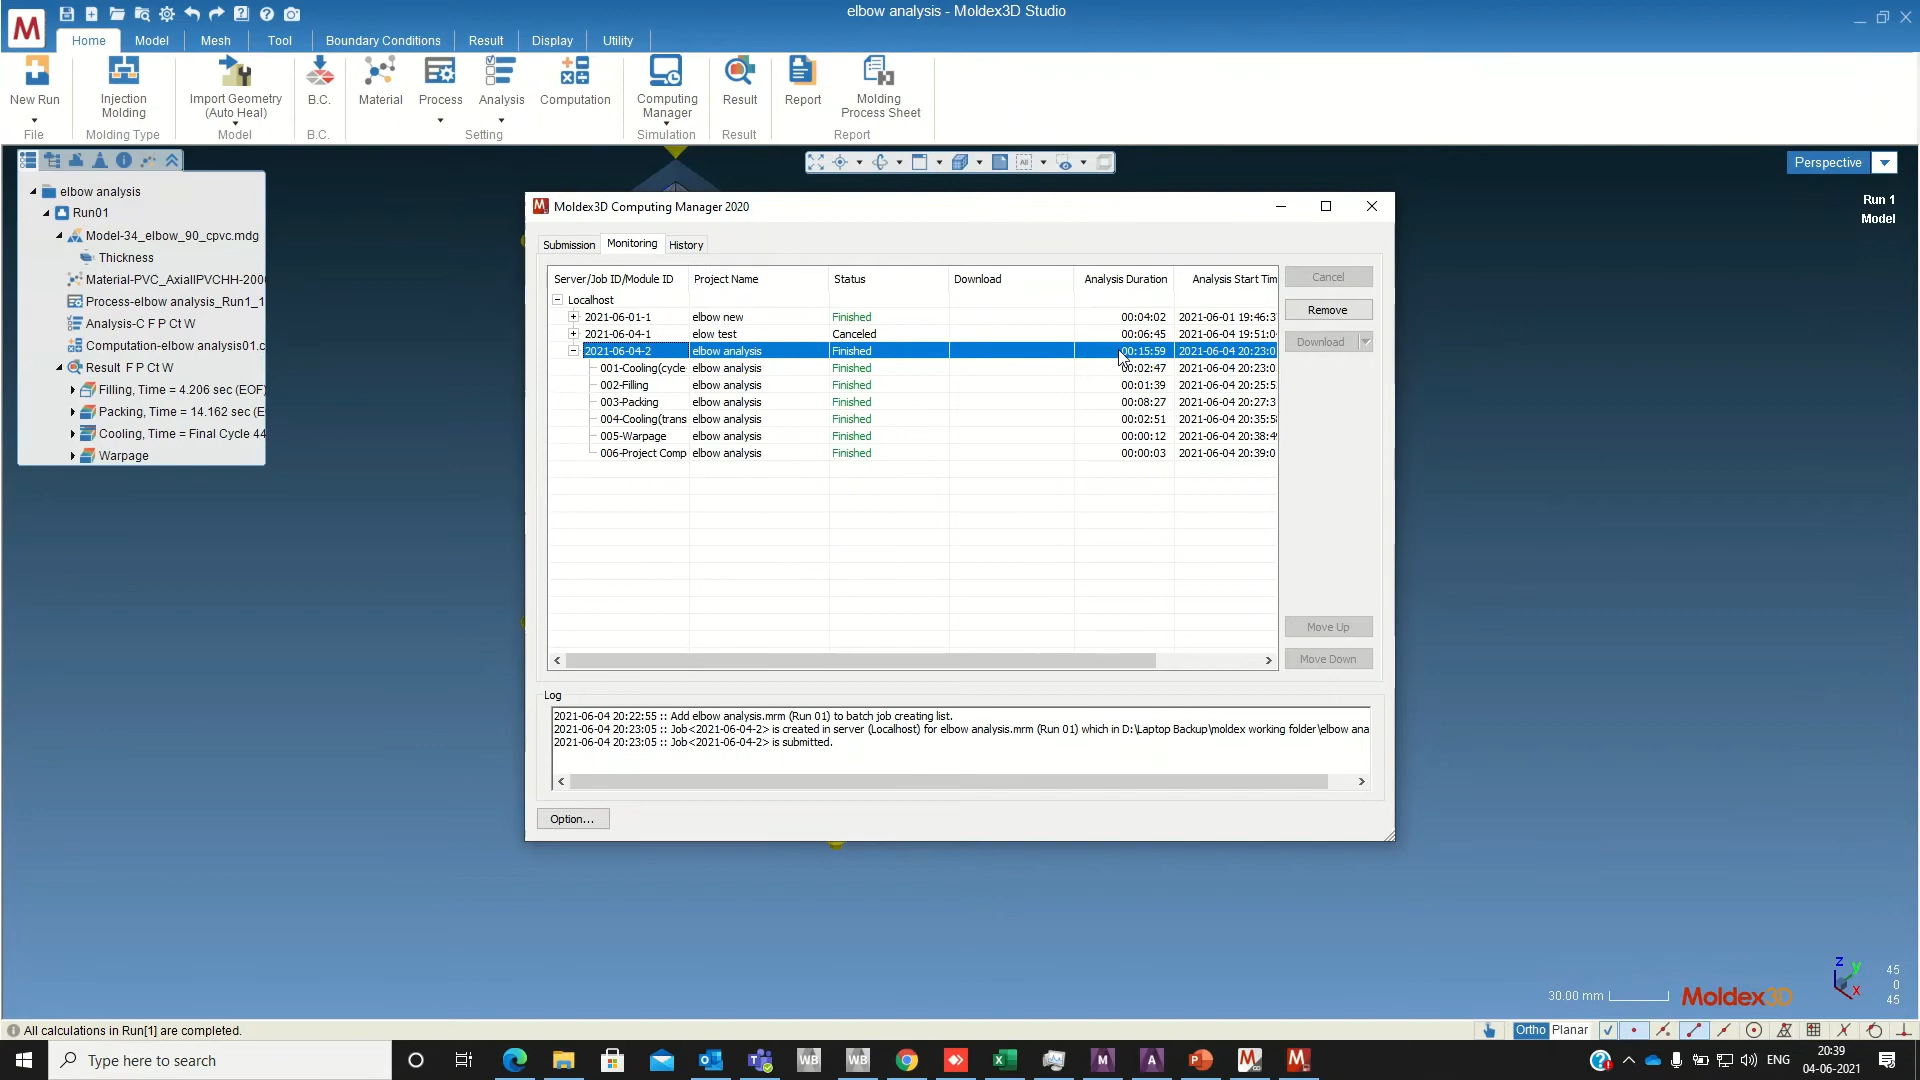 elbow analysis - Moldex3D Studio
Home Model Mesh Tool Boundary Conditions Result Display Utility
New Run
File
Injection
Molding
Molding Type
Import Geometry
(Auto Heal)
Model
B.C.
B.C.
Material
Process
Analysis
Computation
Setting
Computing
Manager
Simulation
Result
Result
Report
Molding
Process Sheet
Report
Perspective
Run 1
Model
elbow analysis
Run01
Model-34_elbow_90_cpvc.mdg
Thickness
Material-PVC_AxiallPVCHH-200
Process-elbow analysis_Run1_1
Analysis-C F P Ct W
Computation-elbow analysis01.c
Result F P Ct W
Filling, Time = 4.206 sec (EOF)
Packing, Time = 14.162 sec (E
Cooling, Time = Final Cycle 44
Warpage
Moldex3D Computing Manager 2020
Submission Monitoring History
Server/Job ID/Module ID Project Name Status Download Analysis Duration Analysis Start Tim
Localhost
2021-06-01-1 elbow new Finished 00:04:02 2021-06-01 19:46:3
2021-06-04-1 elow test Canceled 00:06:45 2021-06-04 19:51:0
2021-06-04-2 elbow analysis Finished 00:15:59 2021-06-04 20:23:0
001-Cooling(cycle elbow analysis Finished 00:02:47 2021-06-04 20:23:0
002-Filling elbow analysis Finished 00:01:39 2021-06-04 20:25:5
003-Packing elbow analysis Finished 00:08:27 2021-06-04 20:27:3
004-Cooling(trans elbow analysis Finished 00:02:51 2021-06-04 20:35:5
005-Warpage elbow analysis Finished 00:00:12 2021-06-04 20:38:4
006-Project Comp elbow analysis Finished 00:00:03 2021-06-04 20:39:0
Cancel
Remove
Download
Move Up
Move Down
Log
2021-06-04 20:22:55 :: Add elbow analysis.mrm (Run 01) to batch job creating list.
2021-06-04 20:23:05 :: Job<2021-06-04-2> is created in server (Localhost) for elbow analysis.mrm (Run 01) which in D:\Laptop Backup\moldex working folder\elbow ana
2021-06-04 20:23:05 :: Job<2021-06-04-2> is submitted.
Option...
30.00 mm
Moldex3D
z
y
x
45
0
45
All calculations in Run[1] are completed.
Ortho Planar
Type here to search
ENG
20:39
04-06-2021